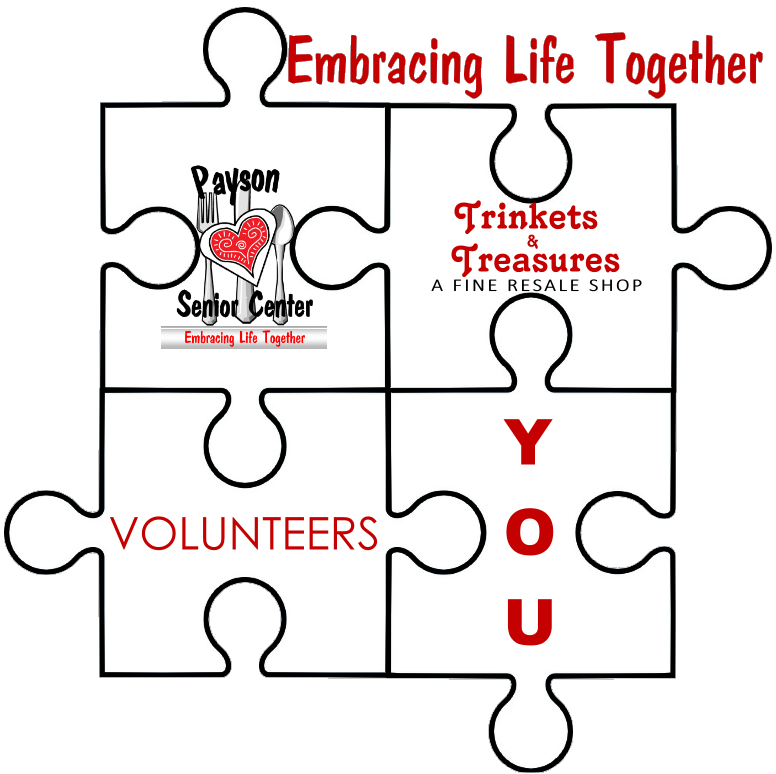 Embracing Life Together
Payson
Senior Center
Embracing Life Together
Trinkets
&
Treasures
A FINE RESALE SHOP
VOLUNTEERS
Y
O
U